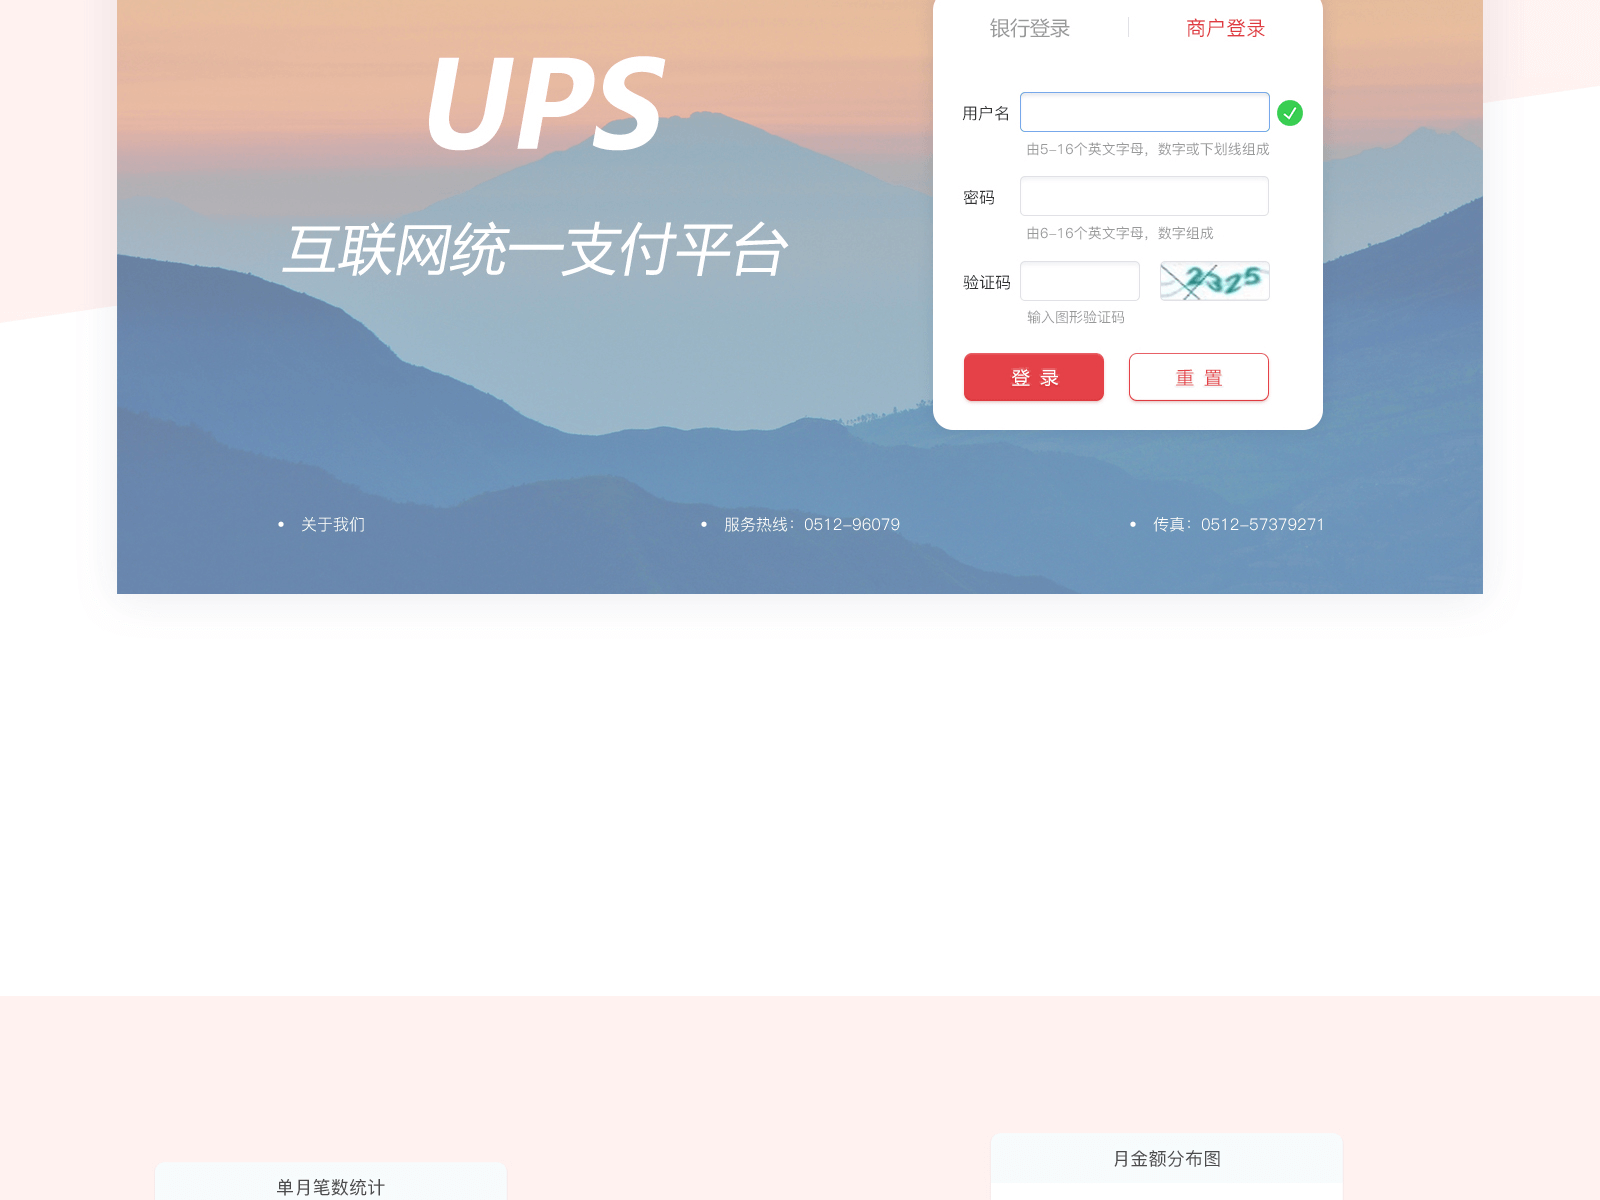 银行登录
商户登录
UPS
互联网统一支付平台
用户名
由5-16个英文字母，数字或下划线组成
密码
由6-16个英文字母，数字组成
验证码
2325
输入图形验证码
登 录
重 置
• 关于我们
• 服务热线：0512-96079
• 传真：0512-57379271
月金额分布图
单月笔数统计